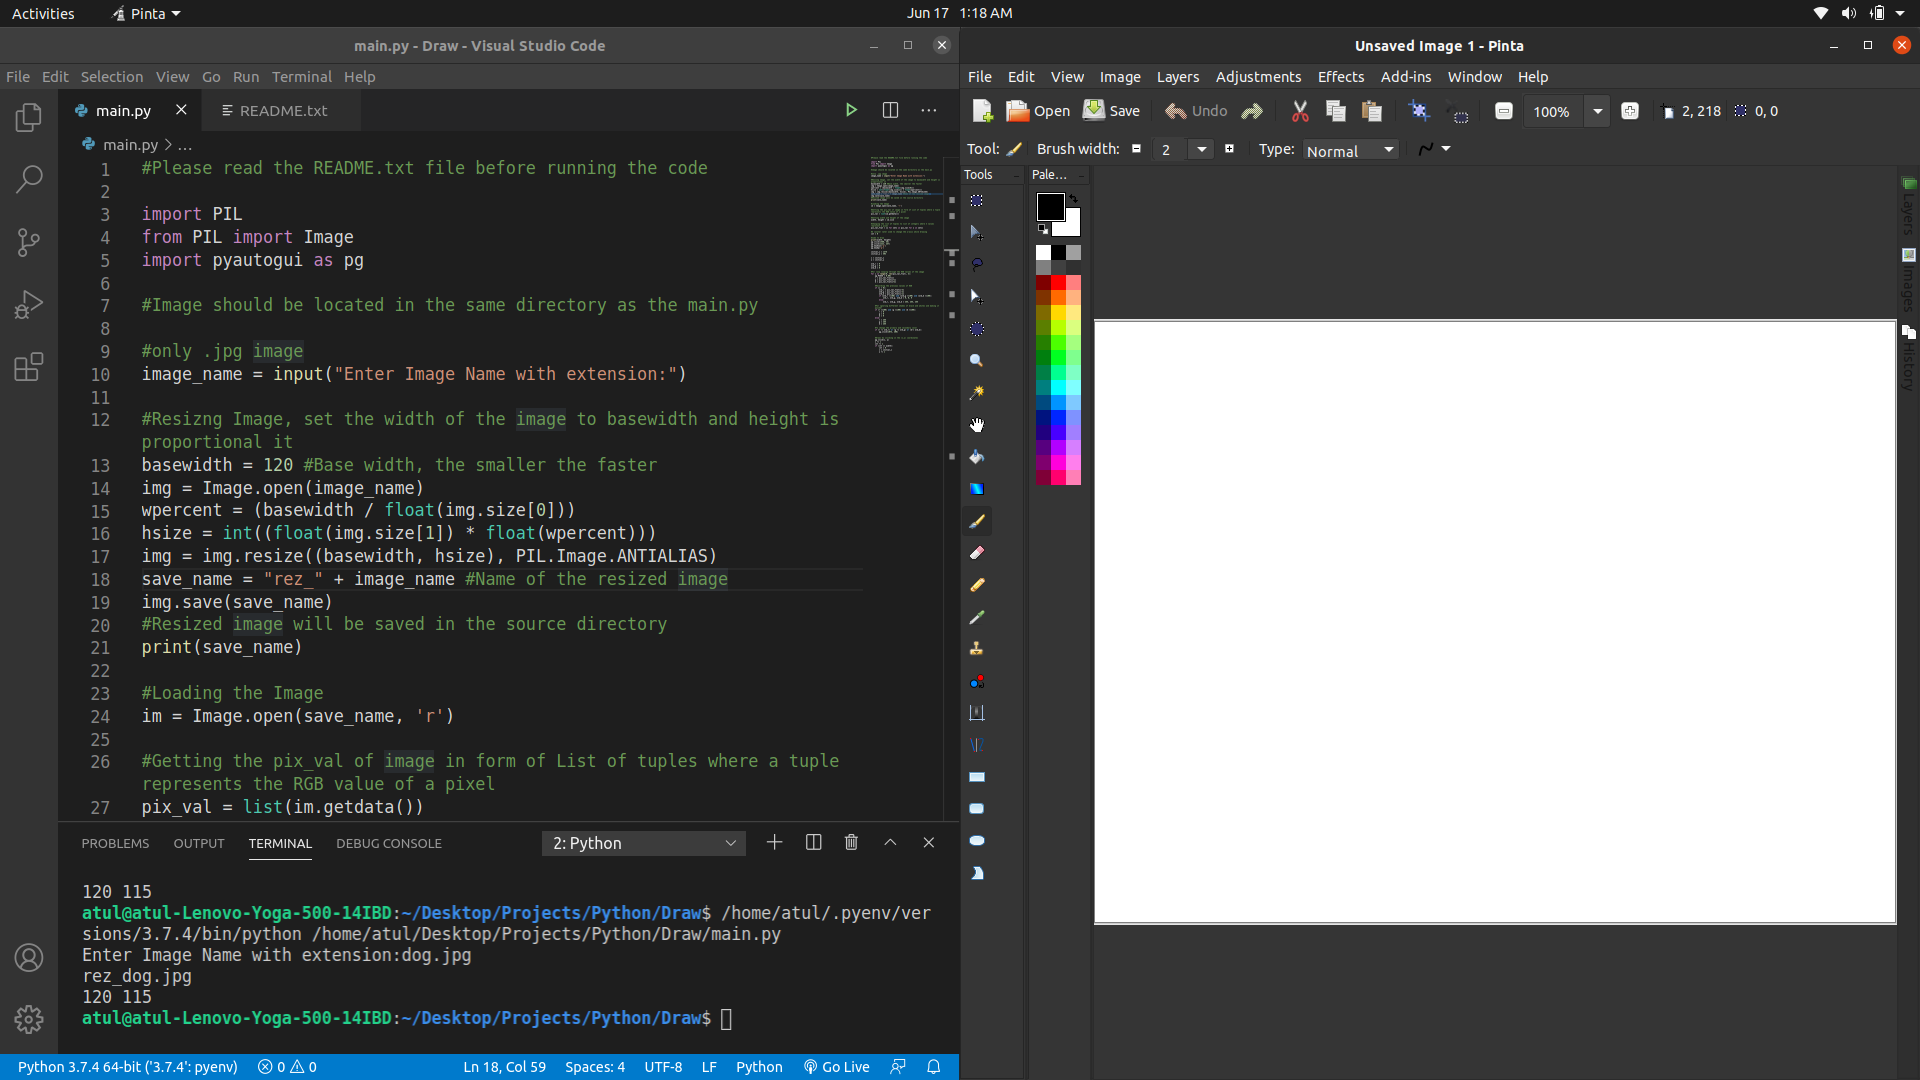 Activities
Pinta
Jun 17 1:18 AM
main.py - Draw - Visual Studio Code
File Edit Selection View Go Run Terminal Help
main.py
README.txt
main.py > ...
1 #Please read the README.txt file before running the code
2
3 import PIL
4 from PIL import Image
5 import pyautogui as pg
6
7 #Image should be located in the same directory as the main.py
8
9 #only .jpg image
10 image_name = input("Enter Image Name with extension:")
11
12 #Resizng Image, set the width of the image to basewidth and height is
proportional it
13 basewidth = 120 #Base width, the smaller the faster
14 img = Image.open(image_name)
15 wpercent = (basewidth / float(img.size[0]))
16 hsize = int((float(img.size[1]) * float(wpercent)))
17 img = img.resize((basewidth, hsize), PIL.Image.ANTIALIAS)
18 save_name = "rez_" + image_name #Name of the resized image
19 img.save(save_name)
20 #Resized image will be saved in the source directory
21 print(save_name)
22
23 #Loading the Image
24 im = Image.open(save_name, 'r')
25
26 #Getting the pix_val of image in form of List of tuples where a tuple
represents the RGB value of a pixel
27 pix_val = list(im.getdata())
PROBLEMS OUTPUT TERMINAL DEBUG CONSOLE
2: Python
120 115
atul@atul-Lenovo-Yoga-500-14IBD:~/Desktop/Projects/Python/Draw$ /home/atul/.pyenv/ver
sions/3.7.4/bin/python /home/atul/Desktop/Projects/Python/Draw/main.py
Enter Image Name with extension:dog.jpg
rez_dog.jpg
120 115
atul@atul-Lenovo-Yoga-500-14IBD:~/Desktop/Projects/Python/Draw$
Python 3.7.4 64-bit ('3.7.4': pyenv) 0 0 Ln 18, Col 59 Spaces: 4 UTF-8 LF Python Go Live
Unsaved Image 1 - Pinta
File Edit View Image Layers Adjustments Effects Add-ins Window Help
Open Save Undo 100% 2, 218 0, 0
Tool: Brush width: 2 Type: Normal
Tools
Pale...
Layers
Images
History